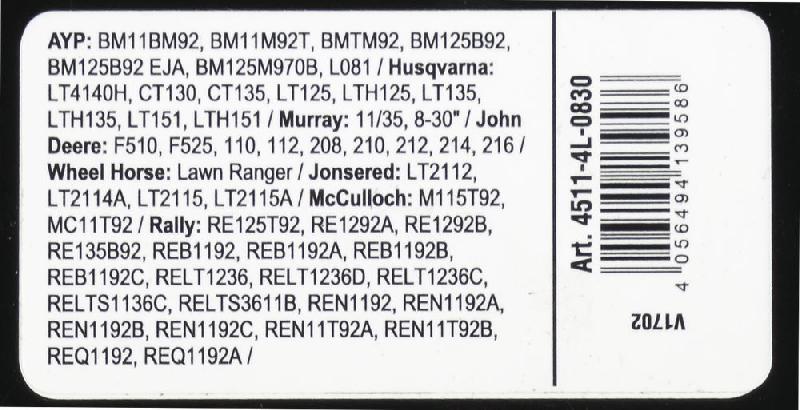 AYP: BM11BM92, BM11M92T, BMTM92, BM125B92,
BM125B92 EJA, BM125M970B, L081 / Husqvarna:
LT4140H, CT130, CT135, LT125, LTH125, LT135,
LTH135, LT151, LTH151 / Murray: 11/35, 8-30" / John
Deere: F510, F525, 110, 112, 208, 210, 212, 214, 216 /
Wheel Horse: Lawn Ranger / Jonsered: LT2112,
LT2114A, LT2115, LT2115A / McCulloch: M115T92,
MC11T92 / Rally: RE125T92, RE1292A, RE1292B,
RE135B92, REB1192, REB1192A, REB1192B,
REB1192C, RELT1236, RELT1236D, RELT1236C,
RELTS1136C, RELTS3611B, REN1192, REN1192A,
REN1192B, REN1192C, REN11T92A, REN11T92B,
REQ1192, REQ1192A /
Art. 4511-4L-0830
4 056494 139586
V1702